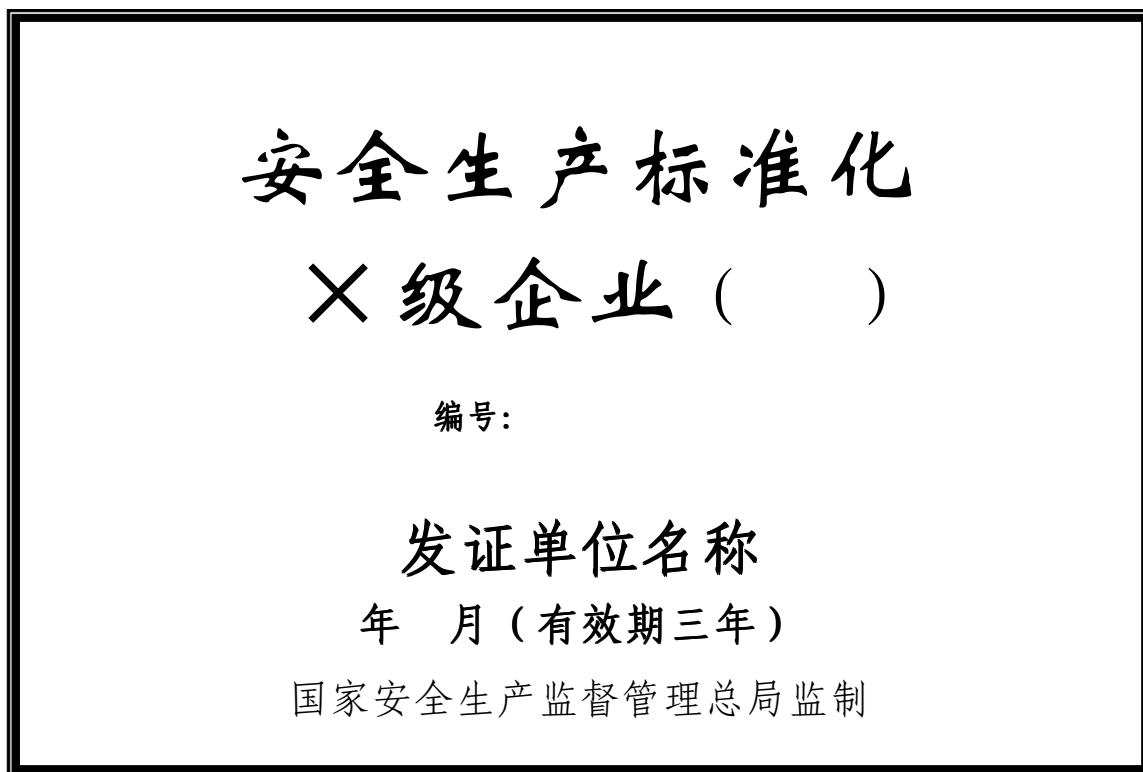 安全生产标准化
×级企业（　　）
编号：
发证单位名称
年　月（有效期三年）
国家安全生产监督管理总局监制